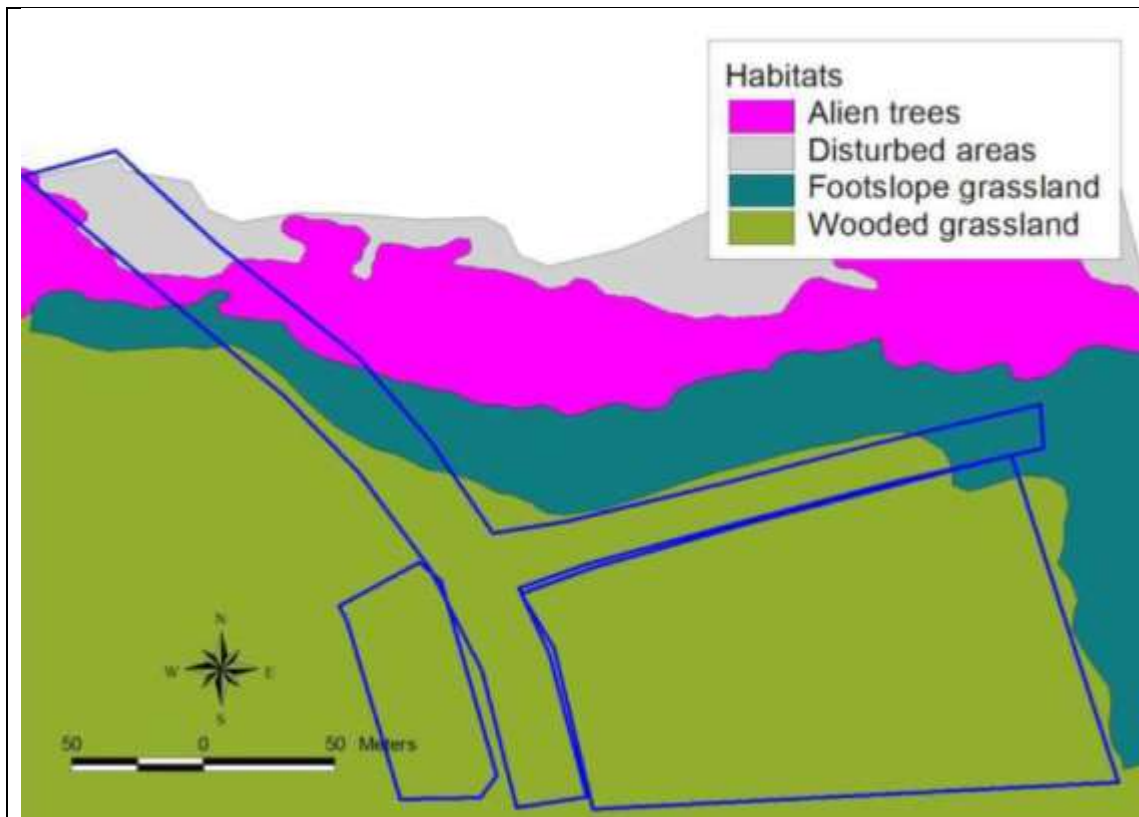 Habitats
Alien trees
Disturbed areas
Footslope grassland
Wooded grassland
N
W E
S
50 0 50 Meters